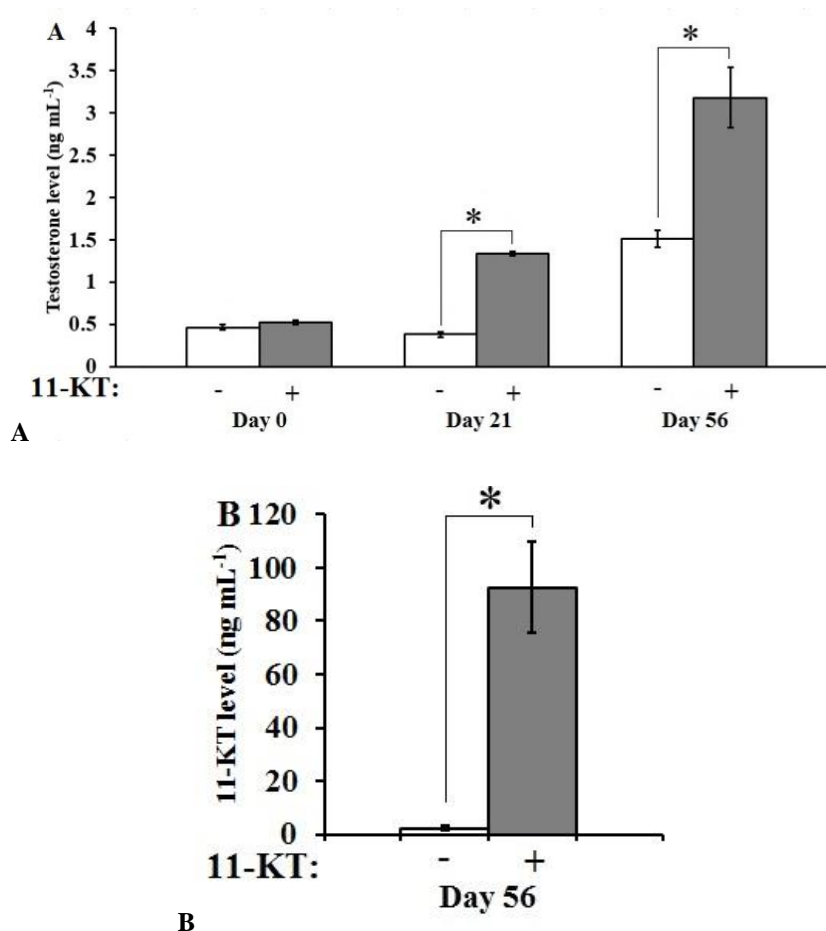 A
Testosterone level (ng mL-1)
4
3.5
3
2.5
2
1.5
1
0.5
0
*
*
11-KT: - + - + - +
Day 0 Day 21 Day 56
A
B
11-KT level (ng mL-1)
120
100
80
60
40
20
0
*
11-KT: - +
Day 56
B